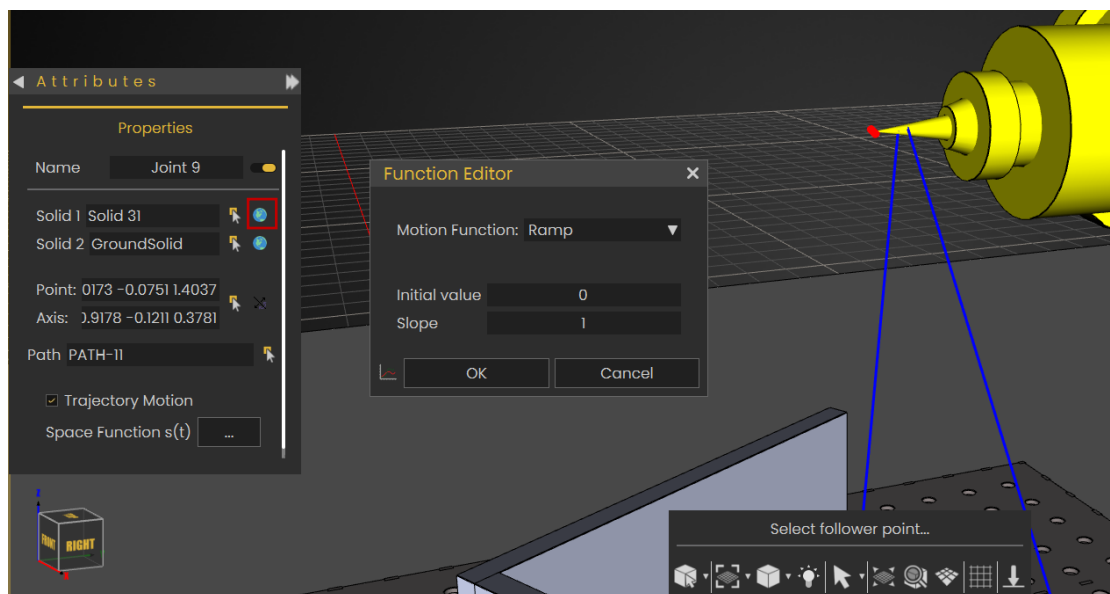 Attributes
Properties
Name Joint 9
Solid 1 Solid 31
Solid 2 GroundSolid
Point: 0173 -0.0751 1.4037
Axis: 0.9178 -0.1211 0.3781
Path PATH-11
Trajectory Motion
Space Function s(t) ...
Function Editor
Motion Function: Ramp
Initial value 0
Slope 1
OK Cancel
Select follower point...
z
FRONT RIGHT